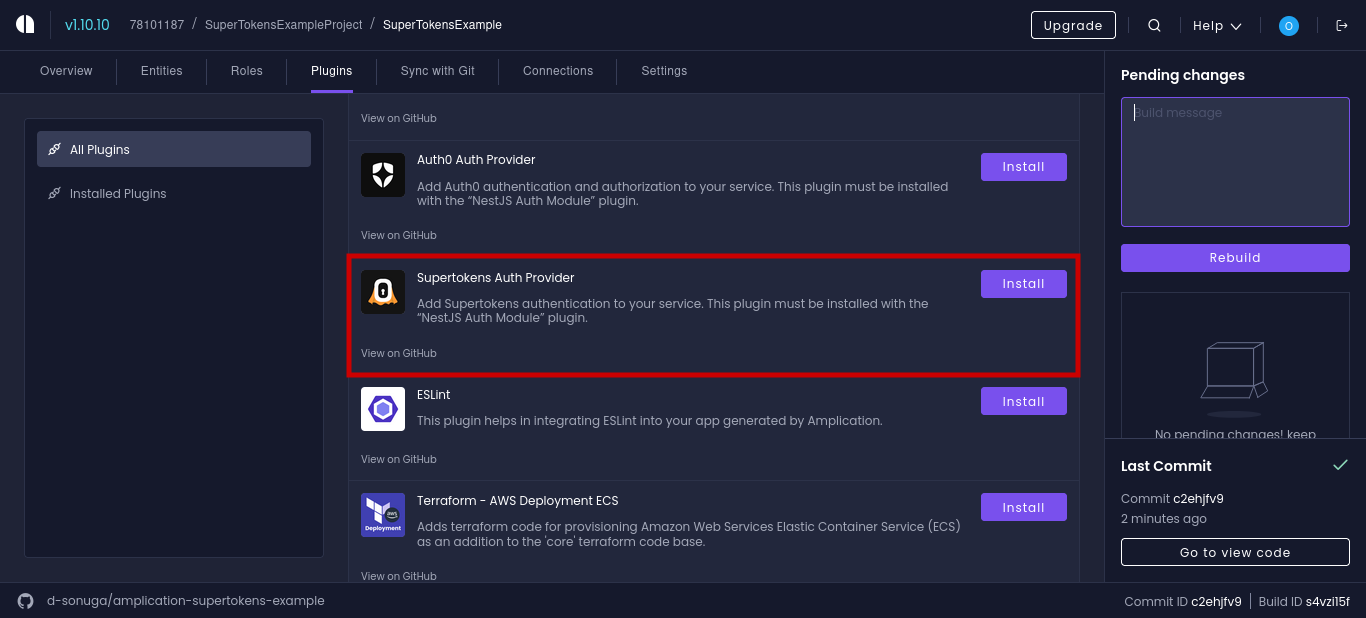 v1.10.10 78101187 / SuperTokensExampleProject / SuperTokensExample Upgrade Help O
Overview Entities Roles Plugins Sync with Git Connections Settings
All Plugins
Installed Plugins
View on GitHub
Auth0 Auth Provider
Install
Add Auth0 authentication and authorization to your service. This plugin must be installed
with the “NestJS Auth Module” plugin.
View on GitHub
Supertokens Auth Provider
Install
Add Supertokens authentication to your service. This plugin must be installed with the
“NestJS Auth Module” plugin.
View on GitHub
ESLint
Install
This plugin helps in integrating ESLint into your app generated by Amplication.
View on GitHub
aws
Deployment
Terraform - AWS Deployment ECS
Install
Adds terraform code for provisioning Amazon Web Services Elastic Container Service (ECS)
as an addition to the 'core' terraform code base.
View on GitHub
Pending changes
Build message
Rebuild
No pending changes! keep
Last Commit
Commit c2ehjfv9
2 minutes ago
Go to view code
d-sonuga/amplication-supertokens-example
Commit ID c2ehjfv9 Build ID s4vzi15f